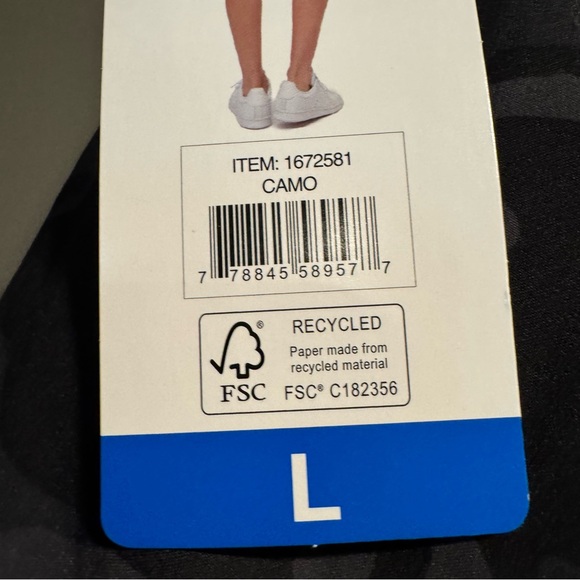 ITEM: 1672581
CAMO
7 78845 58957 7
®
RECYCLED
Paper made from
recycled material
FSC FSC® C182356
L